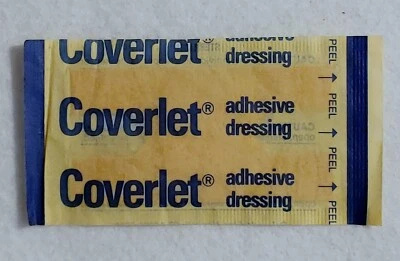 Coverlet® adhesive
dressing
PEEL →
Coverlet® adhesive
dressing
PEEL →
Coverlet® adhesive
dressing
PEEL →
PEEL